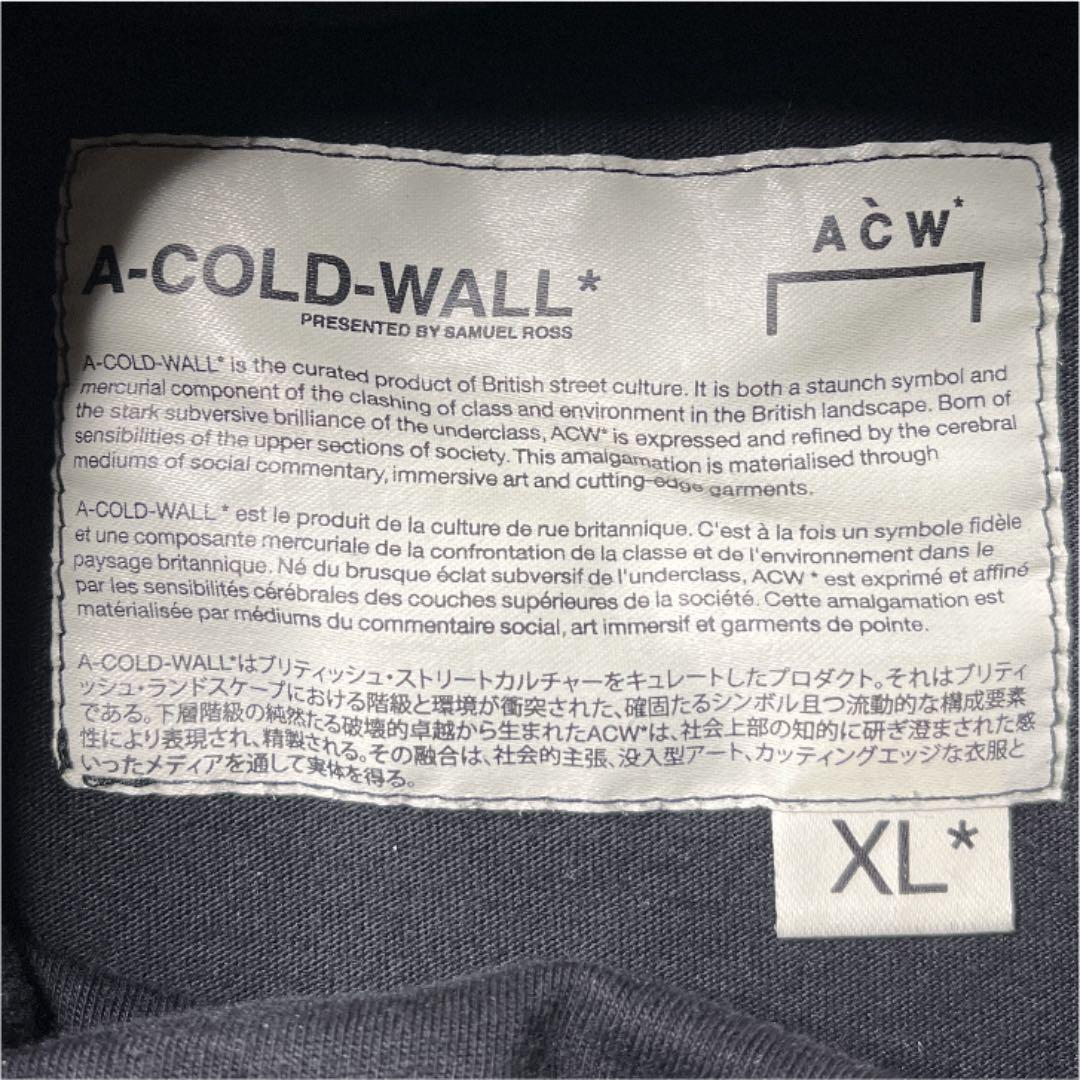 A-COLD-WALL*
PRESENTED BY SAMUEL ROSS
ACW*
A-COLD-WALL* is the curated product of British street culture. It is both a staunch symbol and
mercurial component of the clashing of class and environment in the British landscape. Born of
the stark subversive brilliance of the underclass, ACW* is expressed and refined by the cerebral
sensibilities of the upper sections of society. This amalgamation is materialised through
mediums of social commentary, immersive art and cutting-edge garments.
A-COLD-WALL* est le produit de la culture de rue britannique. C'est à la fois un symbole fidèle
et une composante mercuriale de la confrontation de la classe et de l'environnement dans le
paysage britannique. Né du brusque éclat subversif de l'underclass, ACW* est exprimé et affiné
par les sensibilités cérébrales des couches supérieures de la société. Cette amalgamation est
matérialisée par médiums du commentaire social, art immersif et garments de pointe.
A-COLD-WALL*はブリティッシュ・ストリートカルチャーをキュレートしたプロダクト。それはブリティ
ッシュ・ランドスケープにおける階級と環境が衝突された、確固たるシンボル且つ流動的な構成要素
である。下層階級の純然たる破壊的卓越から生まれたACW*は、社会上部の知的に研ぎ澄まされた感
性により表現され、精製される。その融合は、社会的主張、没入型アート、カッティングエッジな衣服と
いったメディアを通して実体を得る。
XL*